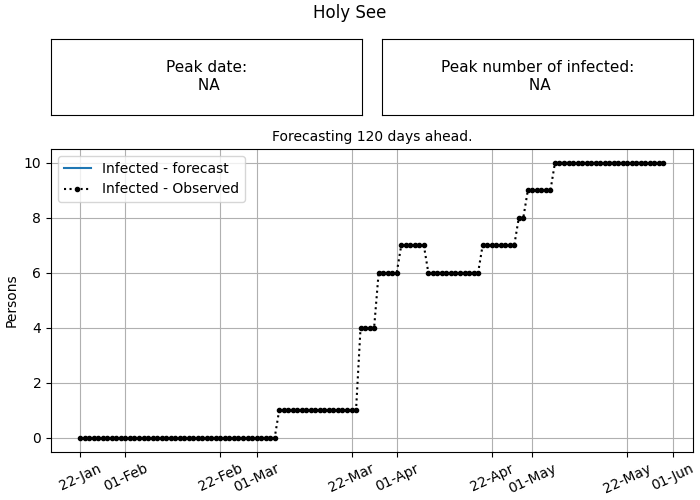 Holy See
Peak date:
NA
Peak number of infected:
NA
Forecasting 120 days ahead.
Infected - forecast
Infected - Observed
Persons
10
8
6
4
2
0
22-Jan
01-Feb
22-Feb
01-Mar
22-Mar
01-Apr
22-Apr
01-May
22-May
01-Jun